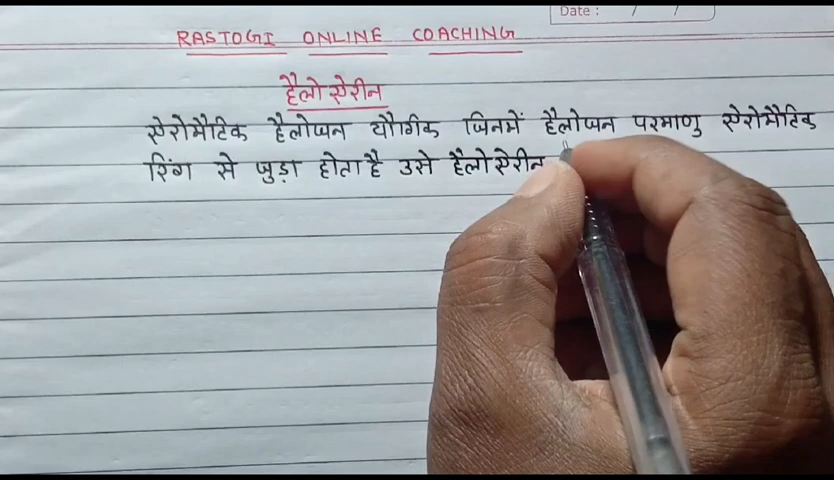 Date : / /
RASTOGI ONLINE COACHING
हैलोऐरीन
ऐरोमैटिक हैलोजन यौगिक जिनमें हैलोजन परमाणु ऐरोमैटिक
रिंग से जुड़ा होता है उसे हैलोऐरीन